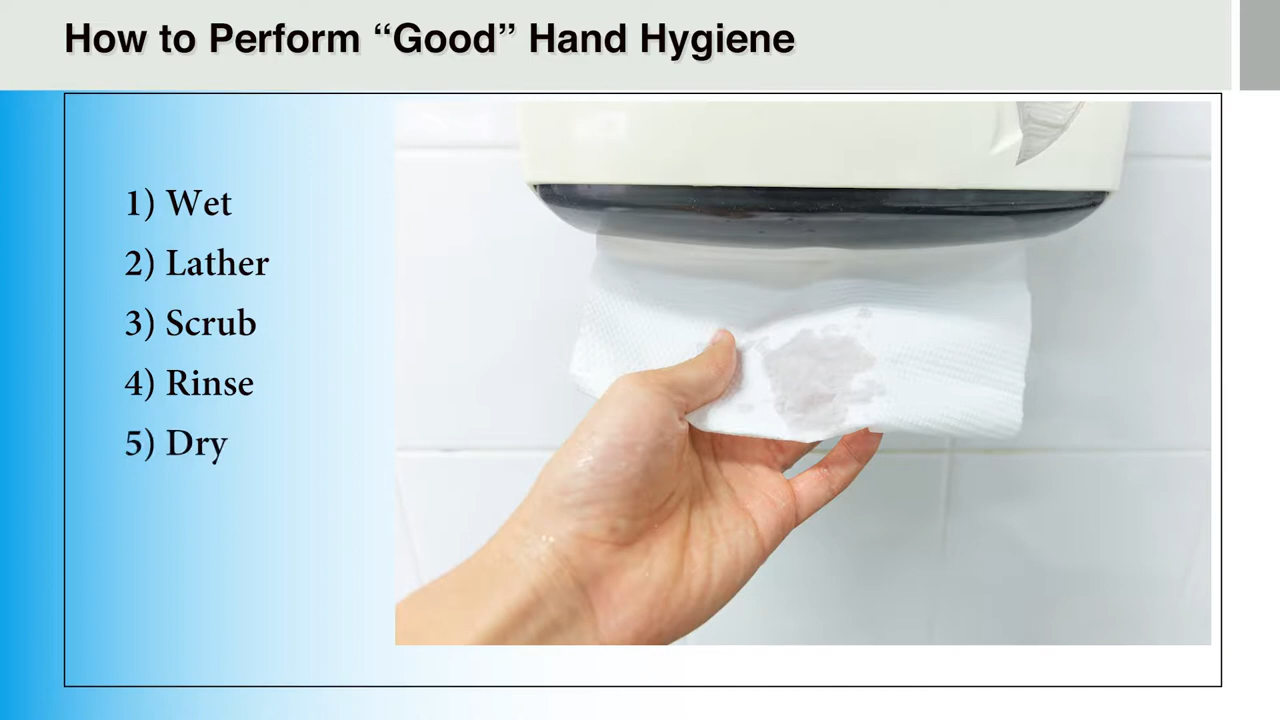 How to Perform “Good” Hand Hygiene
1) Wet
2) Lather
3) Scrub
4) Rinse
5) Dry